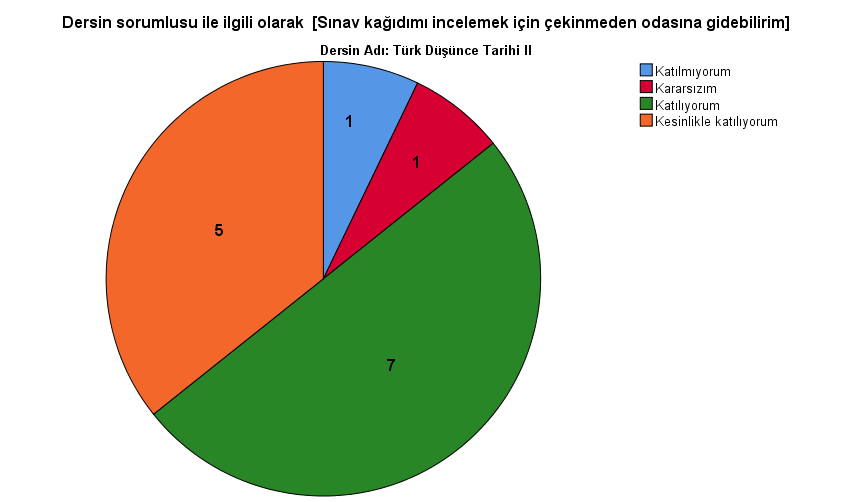 Dersin sorumlusu ile ilgili olarak [Sınav kağıdımı incelemek için çekinmeden odasına gidebilirim]
Dersin Adı: Türk Düşünce Tarihi II
Katılmıyorum
Kararsızım
Katılıyorum
Kesinlikle katılıyorum
1
1
5
7